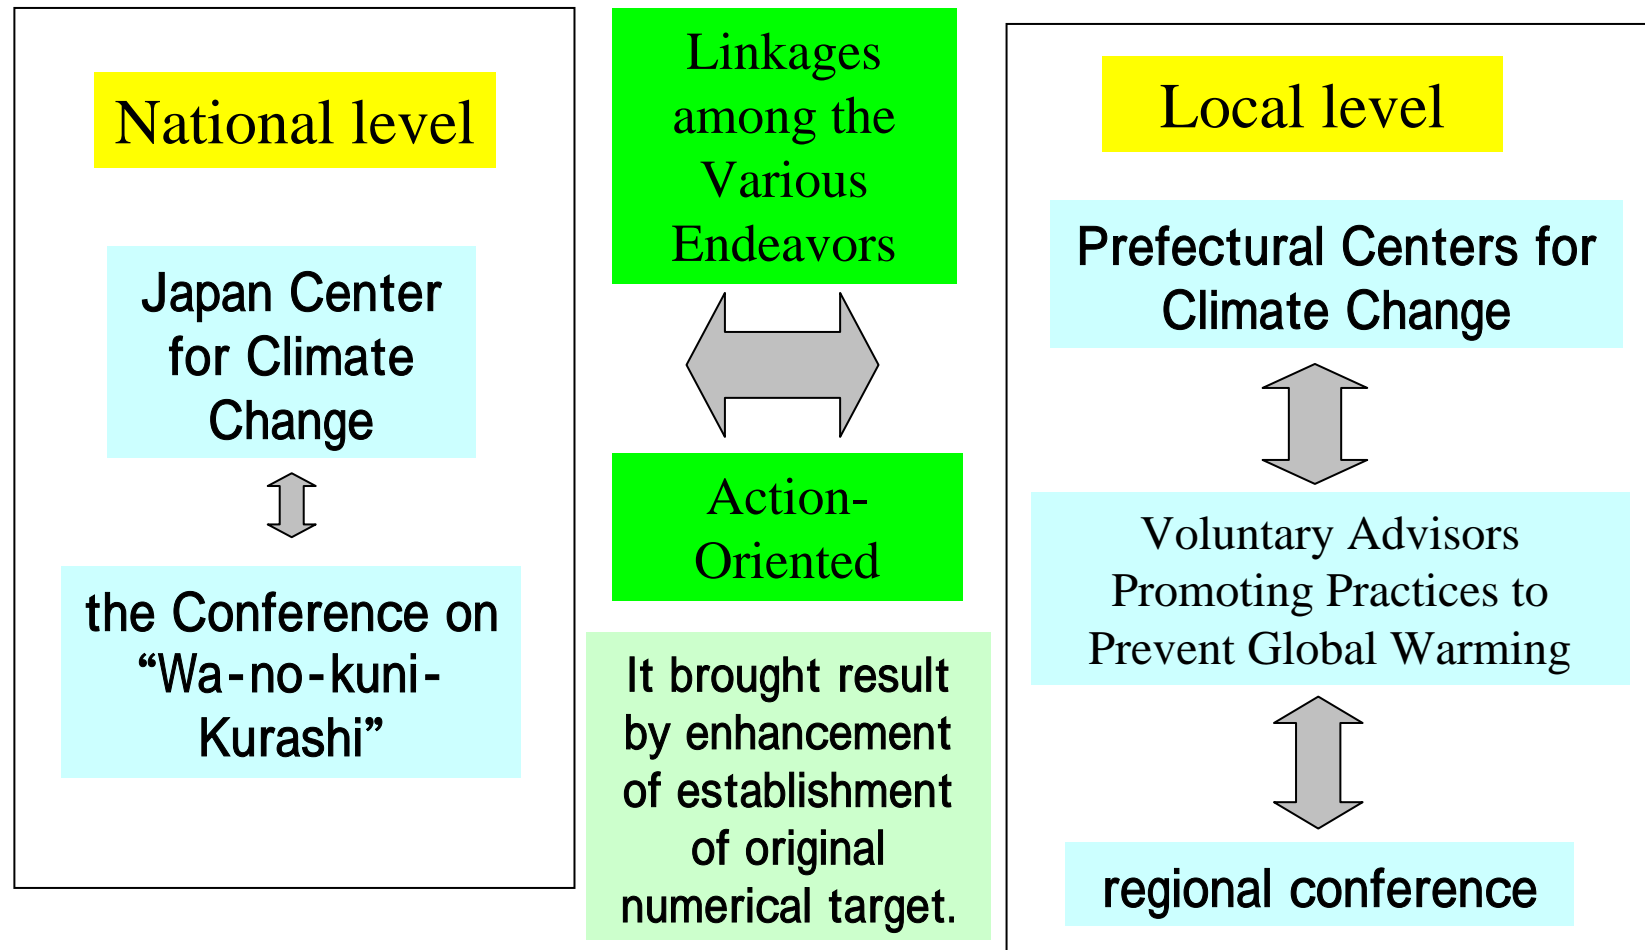 National level
Japan Center
for Climate
Change
the Conference on
“Wa-no-kuni-
Kurashi”
Linkages
among the
Various
Endeavors
Action-
Oriented
It brought result
by enhancement
of establishment
of original
numerical target.
Local level
Prefectural Centers for
Climate Change
Voluntary Advisors
Promoting Practices to
Prevent Global Warming
regional conference